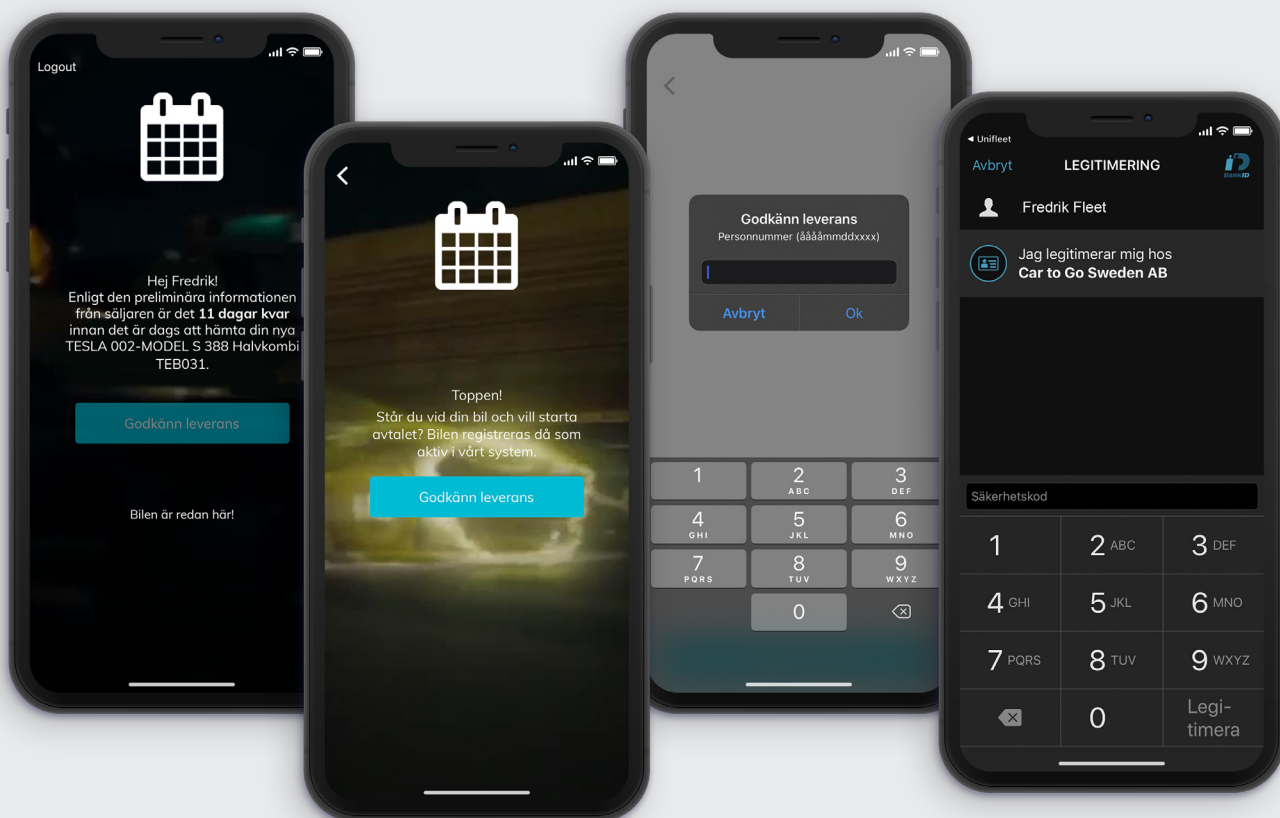 Logout
Hej Fredrik!
Enligt den preliminära informationen
från säljaren är det 11 dagar kvar
innan det är dags att hämta din nya
TESLA 002-MODEL S 388 Halvkombi
TEB031.
Godkänn leverans
Bilen är redan här!
Toppen!
Står du vid din bil och vill starta
avtalet? Bilen registreras då som
aktiv i vårt system.
Godkänn leverans
Godkänn leverans
Personnummer (ååååmmddxxxx)
Avbryt Ok
1 2 3
ABC DEF
4 5 6
GHI JKL MNO
7 8 9
PQRS TUV WXYZ
0
◀ Unifleet
Avbryt LEGITIMERING
BankID
Fredrik Fleet
Jag legitimerar mig hos
Car to Go Sweden AB
Säkerhetskod
1 2 ABC 3 DEF
4 GHI 5 JKL 6 MNO
7 PQRS 8 TUV 9 WXYZ
0 Legi-
timera